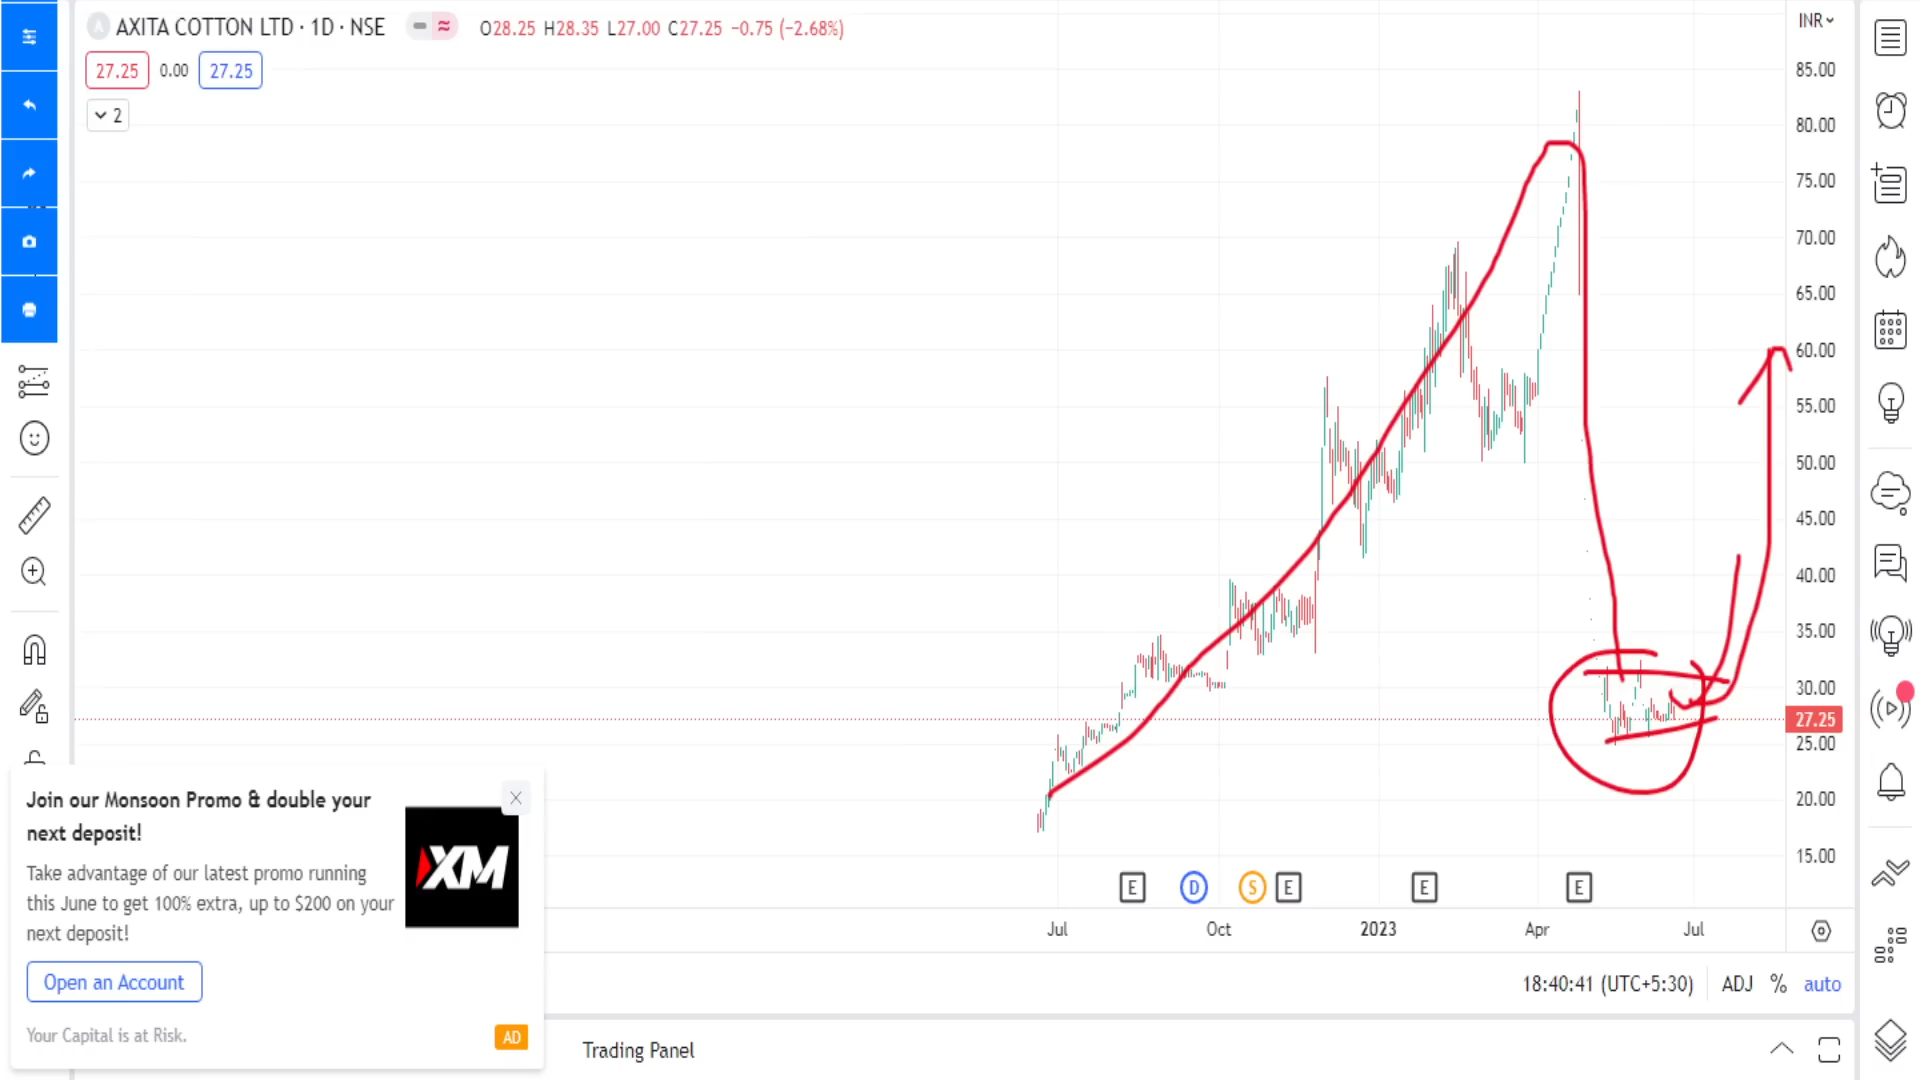 AXITA COTTON LTD · 1D · NSE
O28.25 H28.35 L27.00 C27.25 −0.75 (−2.68%)
INR
27.25 0.00 27.25
2
85.00
80.00
75.00
70.00
65.00
60.00
55.00
50.00
45.00
40.00
35.00
30.00
27.25
25.00
20.00
15.00
E D S E E E
Jul Oct 2023 Apr Jul
Join our Monsoon Promo & double your
next deposit!
Take advantage of our latest promo running
this June to get 100% extra, up to $200 on your
next deposit!
XM
Open an Account
Your Capital is at Risk.
AD
18:40:41 (UTC+5:30) ADJ % auto
Trading Panel